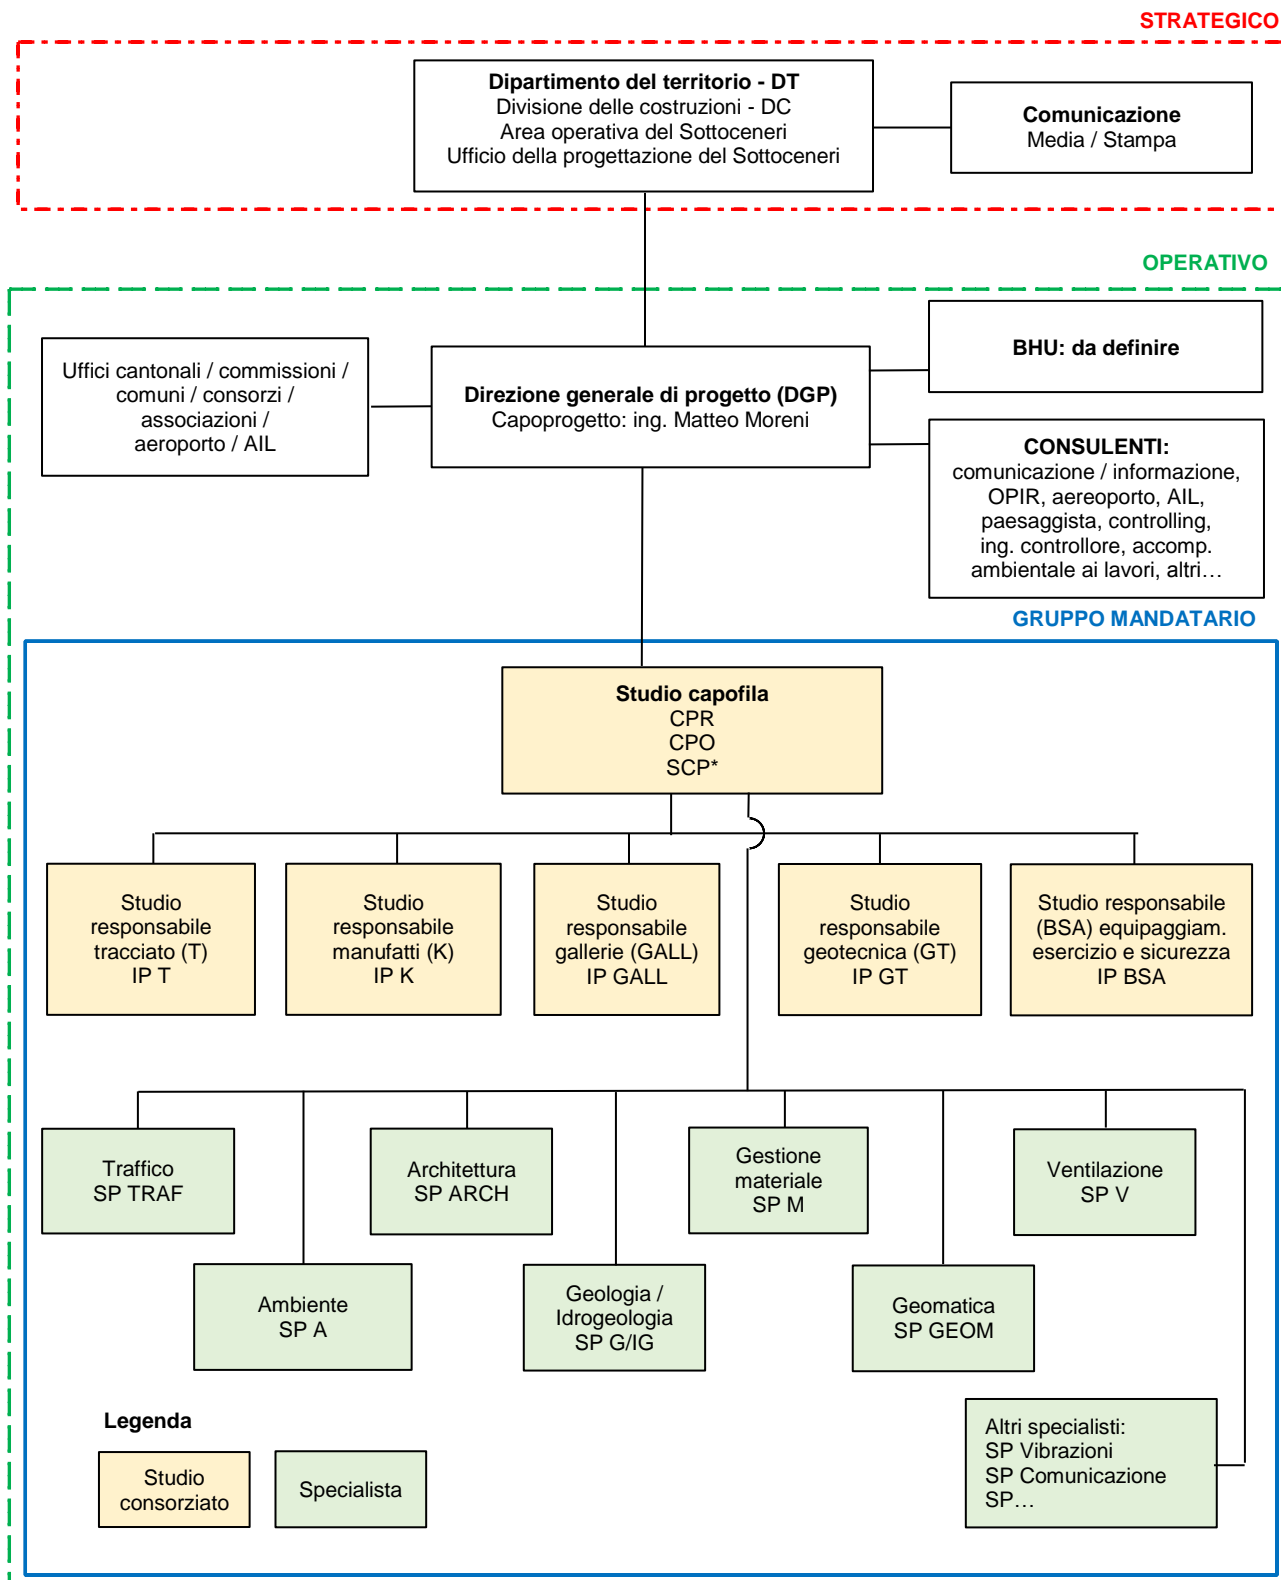 STRATEGICO
Dipartimento del territorio - DT
Divisione delle costruzioni - DC
Area operativa del Sottoceneri
Ufficio della progettazione del Sottoceneri
Comunicazione
Media / Stampa
OPERATIVO
Uffici cantonali / commissioni /
comuni / consorzi /
associazioni /
aeroporto / AIL
Direzione generale di progetto (DGP)
Capoprogetto: ing. Matteo Moreni
BHU: da definire
CONSULENTI:
comunicazione / informazione,
OPIR, aereoporto, AIL,
paesaggista, controlling,
ing. controllore, accomp.
ambientale ai lavori, altri…
GRUPPO MANDATARIO
Studio capofila
CPR
CPO
SCP*
Studio
responsabile
tracciato (T)
IP T
Studio
responsabile
manufatti (K)
IP K
Studio
responsabile
gallerie (GALL)
IP GALL
Studio
responsabile
geotecnica (GT)
IP GT
Studio responsabile
(BSA) equipaggiam.
esercizio e sicurezza
IP BSA
Traffico
SP TRAF
Architettura
SP ARCH
Gestione
materiale
SP M
Ventilazione
SP V
Ambiente
SP A
Geologia /
Idrogeologia
SP G/IG
Geomatica
SP GEOM
Altri specialisti:
SP Vibrazioni
SP Comunicazione
SP…
Legenda
Studio
consorziato
Specialista